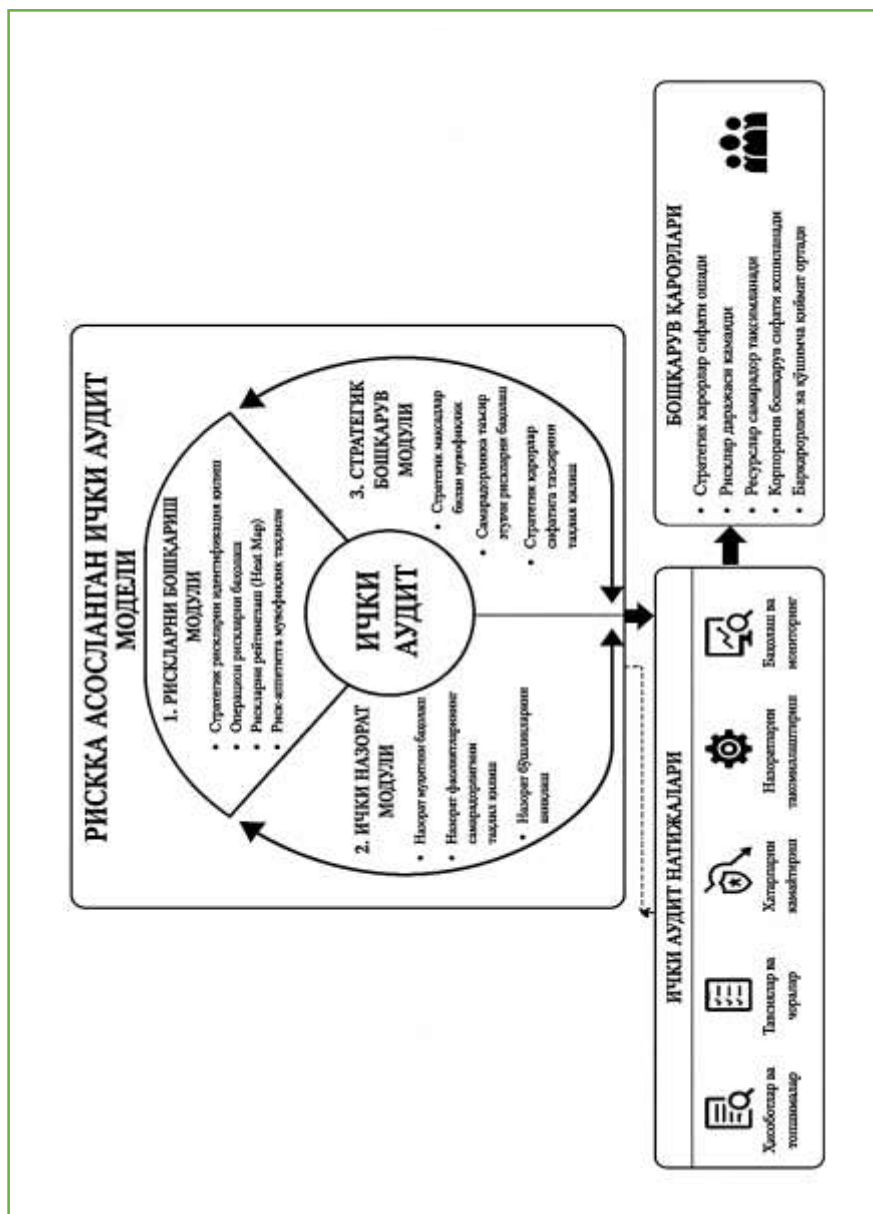 РИСККА АСОСЛАНГАН ИЧКИ АУДИТ
МОДЕЛИ
1. РИСКЛАРНИ БОШҚАРИШ
МОДУЛИ
• Стратегик рискларни идентификация қилиш
• Операцион рискларни баҳолаш
• Рискларни рейтинглаш (Heat Map)
• Риск-аппетитга мувофиқлик таҳлили
ИЧКИ
АУДИТ
2. ИЧКИ НАЗОРАТ
МОДУЛИ
• Назорат муҳитини баҳолаш
• Назорат фаолиятларининг
самарадорлигини
таҳлил қилиш
• Назорат бўшлиқларини
аниқлаш
3. СТРАТЕГИК
БОШҚАРУВ
МОДУЛИ
• Стратегик мақсадлар
билан мувофиқлик
• Самарадорликка таъсир
этувчи рискларни баҳолаш
• Стратегик қарорлар
сифатига таъсирини
таҳлил қилиш
ИЧКИ АУДИТ НАТИЖАЛАРИ
Ҳисоботлар ва
топшималар
Тавсиялар ва
чоралар
Хатарларни
камайтириш
Назоратларни
такомиллаштириш
Баҳолаш ва
мониторинг
БОШҚАРУВ ҚАРОРЛАРИ
• Стратегик қарорлар сифати ошади
• Рисклар даражаси камаяди
• Ресурслар самарадор тақсимланади
• Корпоратив бошқарув сифати яхшиланади
• Барқарорлик ва қўшимча қиймат ортади